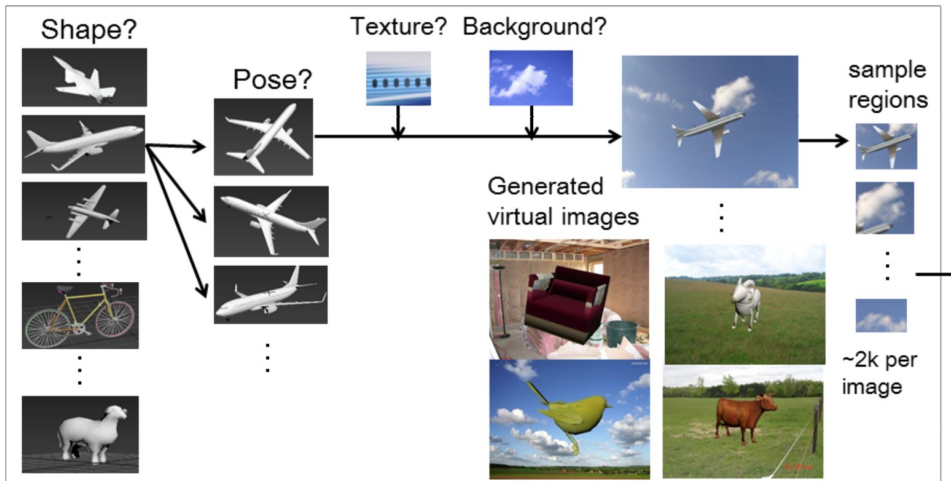 Shape?
Pose?
Texture?
Background?
sample
regions
Generated
virtual images
~2k per
image